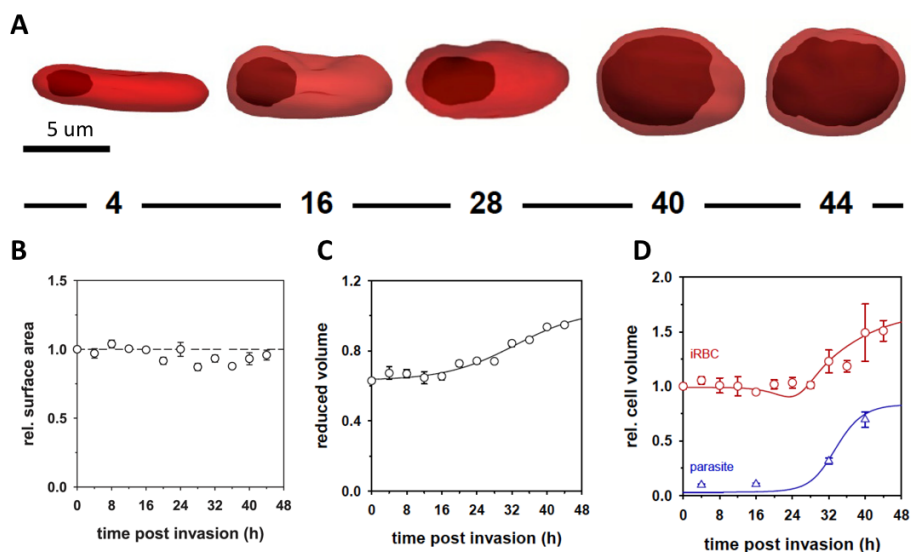 A
5 um
4 16 28 40 44
B
1.5
1.0
0.5
0.0
rel. surface area
0 8 16 24 32 40 48
time post invasion (h)
C
1.2
0.8
0.4
0.0
reduced volume
0 8 16 24 32 40 48
time post invasion (h)
D
2.0
1.5
1.0
0.5
0.0
rel. cell volume
iRBC
parasite
0 8 16 24 32 40 48
time post invasion (h)